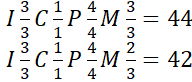 I 3/3 C 1/1 P 4/4 M 3/3 = 44
I 3/3 C 1/1 P 4/4 M 2/3 = 42